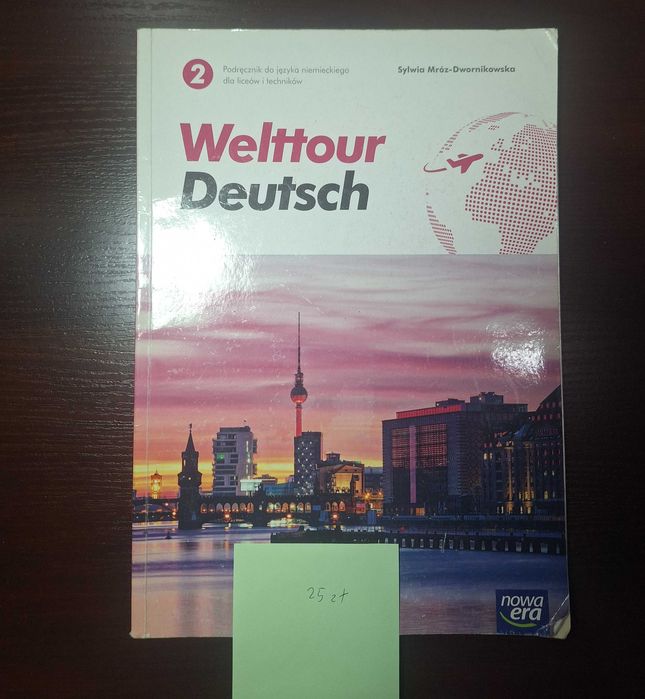 2
Podręcznik do języka niemieckiego
dla liceów i techników
Sylwia Mróz-Dwornikowska
Welttour
Deutsch
25 zł
nowa
era